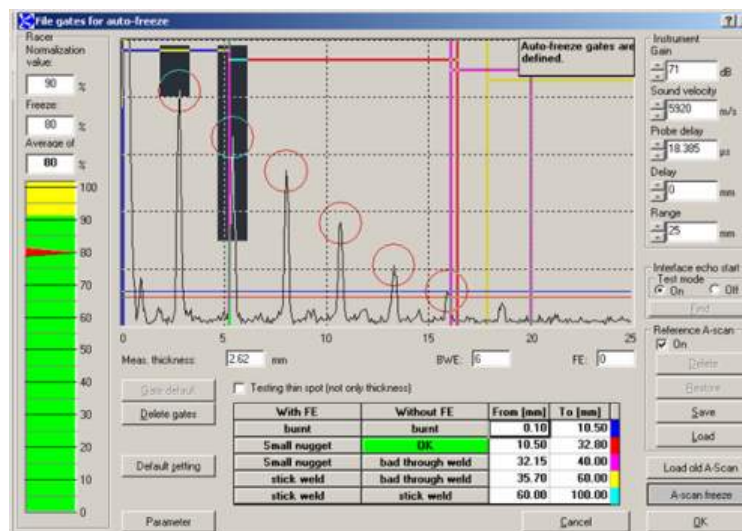 File gates for auto-freeze
Racer
Normalization
value:
90 %
Freeze:
80 %
Average of
80 %
100
90
80
70
60
50
40
30
20
10
0
Auto-freeze gates are
defined.
0 5 10 15 20 25
Meas. thickness: 2.62 mm BWE: 6 FE: 0
Gate default
Delete gates
Default setting
Parameter
Testing thin spot (not only thickness)
With FE Without FE From [mm] To [mm]
burnt burnt 0.10 10.50
Small nugget OK 10.50 32.80
Small nugget bad through weld 32.15 40.00
stick weld bad through weld 35.70 60.00
stick weld stick weld 60.00 100.00
Cancel
Instrument
Gain
71 dB
Sound velocity
5920 m/s
Probe delay
18.385 µs
Delay
0 mm
Range
25 mm
Interface echo start
Test mode
On Off
Find
Reference A-scan
On
Delete
Restore
Save
Load
Load old A-Scan
A-scan freeze
OK